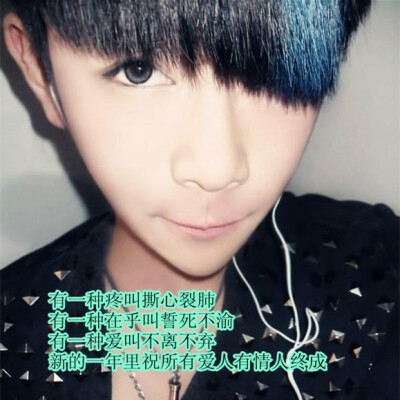 有一种疼叫撕心裂肺
有一种在乎叫誓死不渝
有一种爱叫不离不弃
新的一年里祝所有爱人有情人终成